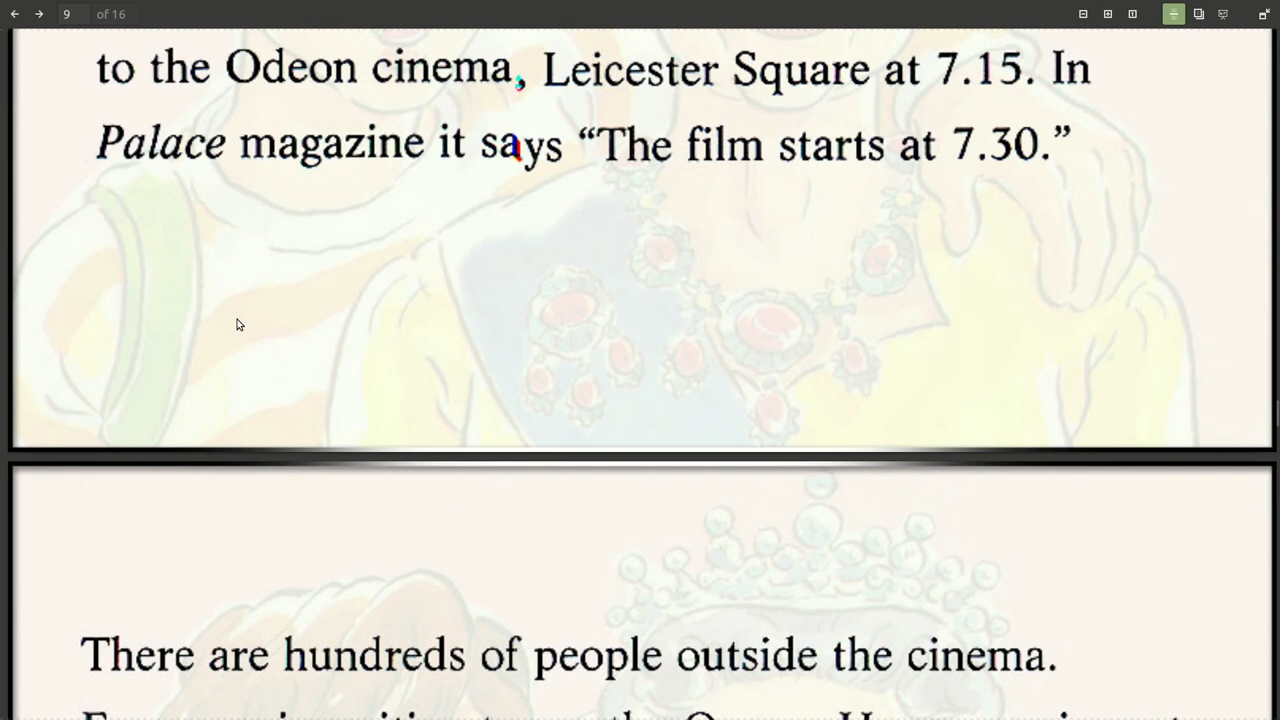 9 of 16
to the Odeon cinema, Leicester Square at 7.15. In
Palace magazine it says “The film starts at 7.30.”
There are hundreds of people outside the cinema.